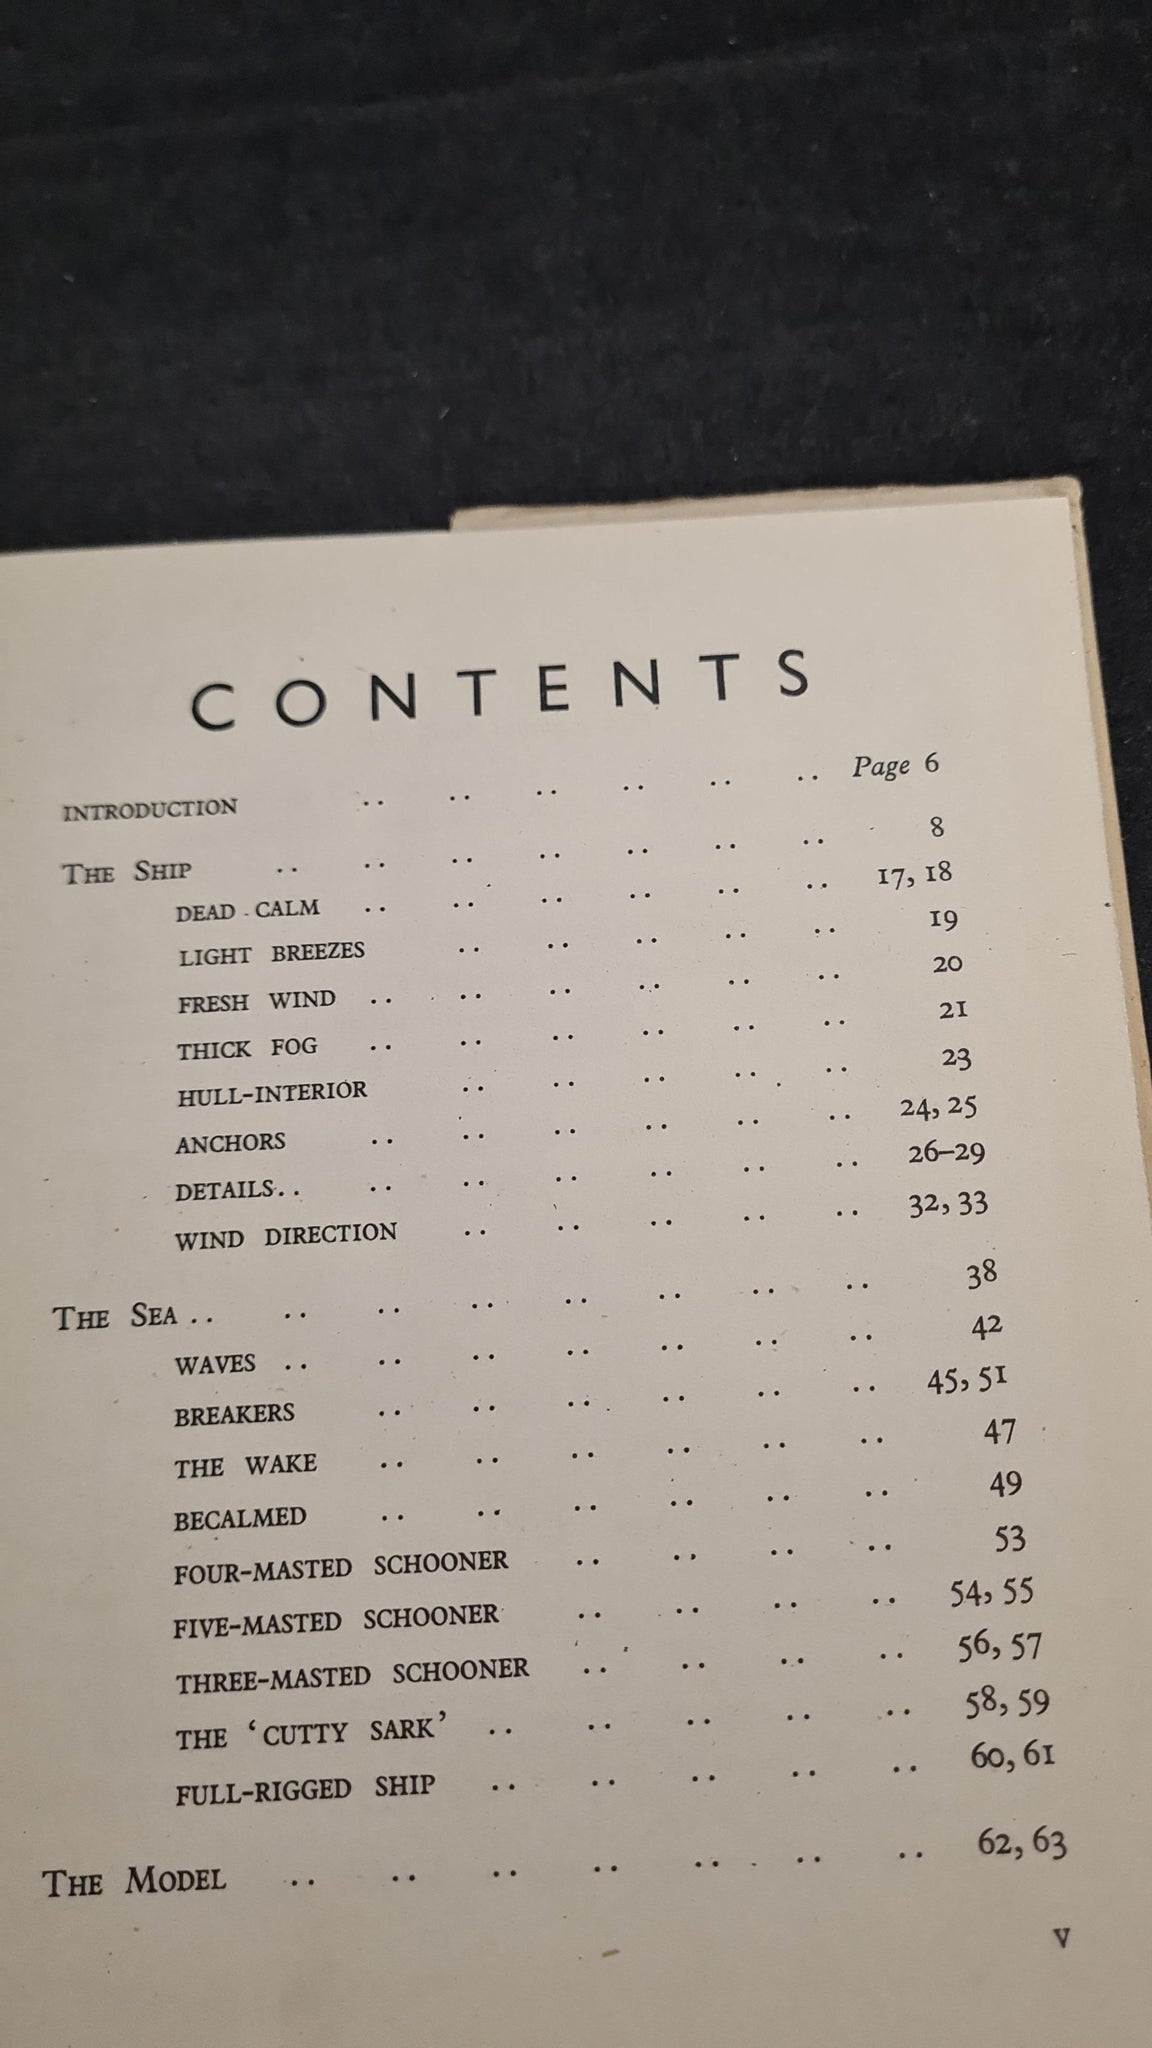 CONTENTS
INTRODUCTION .. .. .. .. .. .. Page 6
THE SHIP .. .. .. .. .. .. .. 8
DEAD CALM .. .. .. .. .. .. 17, 18
LIGHT BREEZES .. .. .. .. .. 19
FRESH WIND .. .. .. .. .. .. 20
THICK FOG .. .. .. .. .. .. 21
HULL-INTERIOR .. .. .. .. .. 23
ANCHORS .. .. .. .. .. .. 24, 25
DETAILS .. .. .. .. .. .. .. 26–29
WIND DIRECTION .. .. .. .. .. 32, 33
THE SEA .. .. .. .. .. .. .. .. 38
WAVES .. .. .. .. .. .. .. 42
BREAKERS .. .. .. .. .. .. 45, 51
THE WAKE .. .. .. .. .. .. 47
BECALMED .. .. .. .. .. .. 49
FOUR-MASTED SCHOONER .. .. .. .. 53
FIVE-MASTED SCHOONER .. .. .. .. 54, 55
THREE-MASTED SCHOONER .. .. .. .. 56, 57
THE ‘CUTTY SARK’ .. .. .. .. .. 58, 59
FULL-RIGGED SHIP .. .. .. .. .. 60, 61
THE MODEL .. .. .. .. .. .. .. 62, 63
V